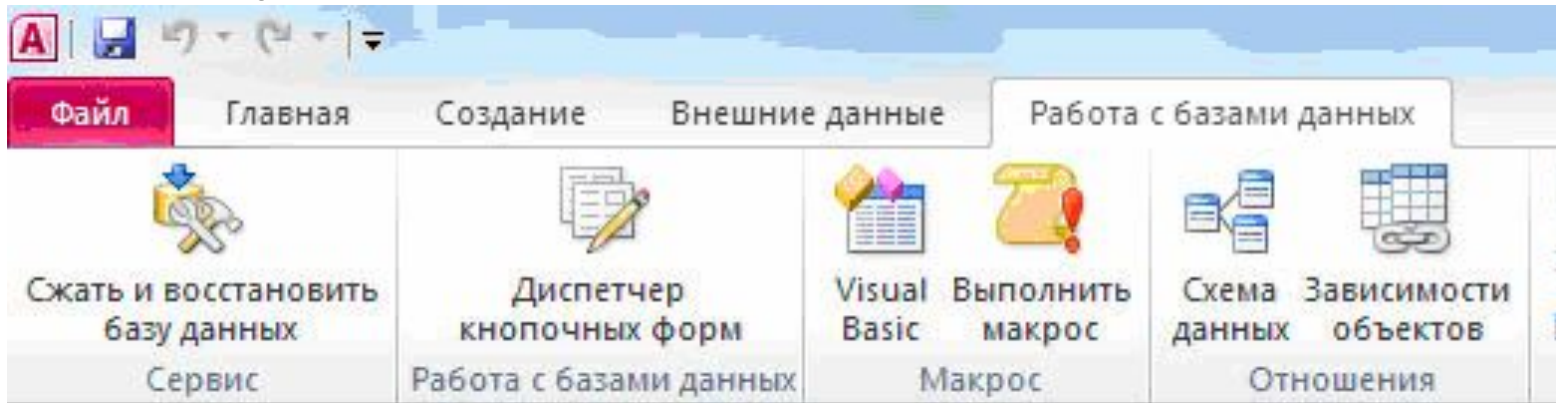 A
Файл Главная Создание Внешние данные Работа с базами данных
Сжать и восстановить базу данных
Диспетчер кнопочных форм
Visual Basic
Выполнить макрос
Схема данных
Зависимости объектов
Сервис Работа с базами данных Макрос Отношения